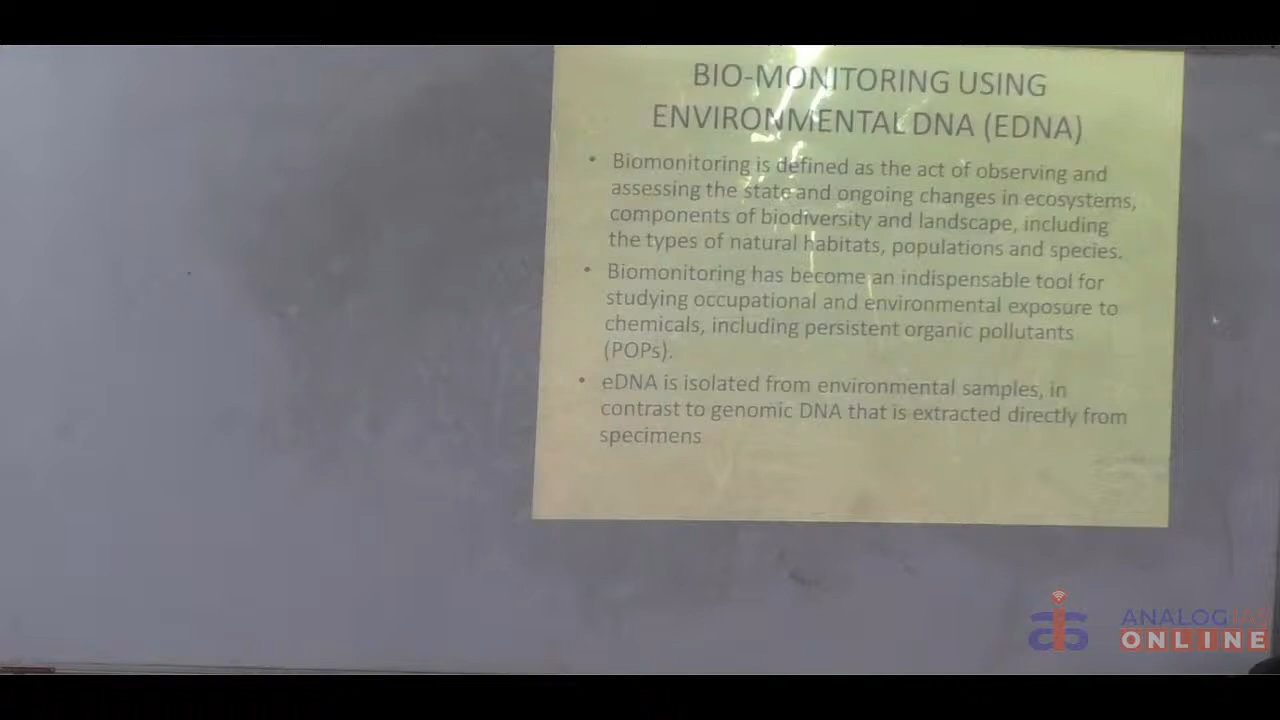 BIO-MONITORING USING
ENVIRONMENTAL DNA (EDNA)
• Biomonitoring is defined as the act of observing and
assessing the state and ongoing changes in ecosystems,
components of biodiversity and landscape, including
the types of natural habitats, populations and species.
• Biomonitoring has become an indispensable tool for
studying occupational and environmental exposure to
chemicals, including persistent organic pollutants
(POPs).
• eDNA is isolated from environmental samples, in
contrast to genomic DNA that is extracted directly from
specimens
ANALOG IAS
ONLINE